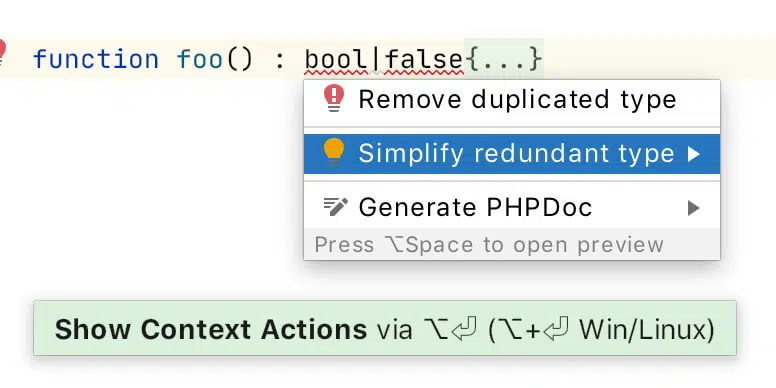 function foo() : bool|false{...}
Remove duplicated type
Simplify redundant type
Generate PHPDoc
Press ⌥Space to open preview
Show Context Actions via ⌥⏎ (⌥+⏎ Win/Linux)